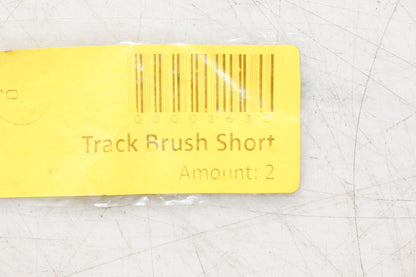 Track Brush Short
Amount: 2